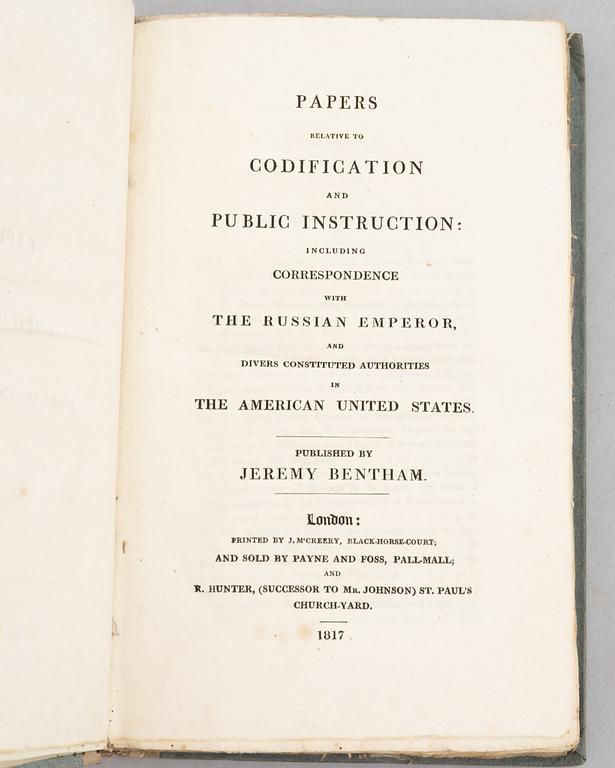 PAPERS
RELATIVE TO
CODIFICATION
AND
PUBLIC INSTRUCTION:
INCLUDING
CORRESPONDENCE
WITH
THE RUSSIAN EMPEROR,
AND
DIVERS CONSTITUTED AUTHORITIES
IN
THE AMERICAN UNITED STATES.
PUBLISHED BY
JEREMY BENTHAM.
London:
PRINTED BY J. M'CREERY, BLACK-HORSE-COURT;
AND SOLD BY PAYNE AND FOSS, PALL-MALL;
AND
R. HUNTER, (SUCCESSOR TO MR. JOHNSON) ST. PAUL'S
CHURCH-YARD.
1817